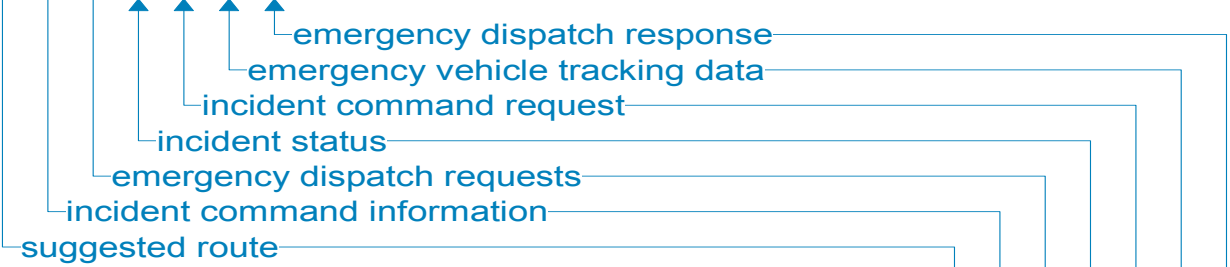 emergency dispatch response
emergency vehicle tracking data
incident command request
incident status
emergency dispatch requests
incident command information
suggested route